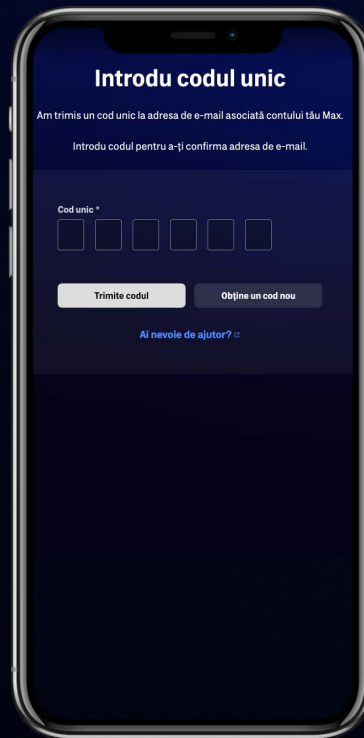 Introdu codul unic
Am trimis un cod unic la adresa de e-mail asociată contului tău Max.
Introdu codul pentru a-ți confirma adresa de e-mail.
Cod unic *
Trimite codul
Obține un cod nou
Ai nevoie de ajutor?